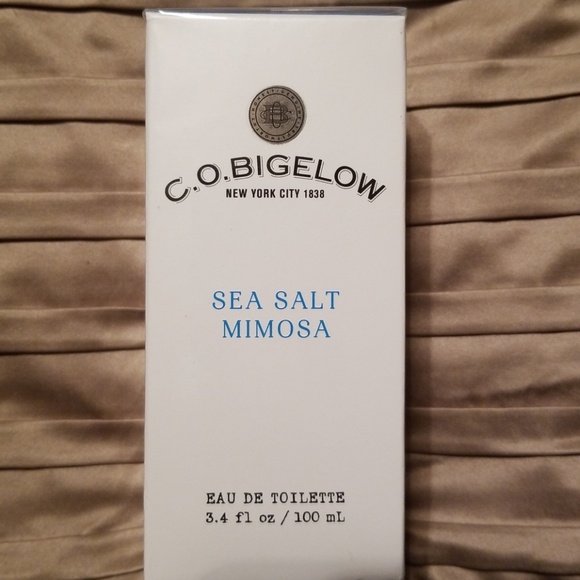 C.O.BIGELOW
NEW YORK CITY 1838
SEA SALT
MIMOSA
EAU DE TOILETTE
3.4 fl oz / 100 mL